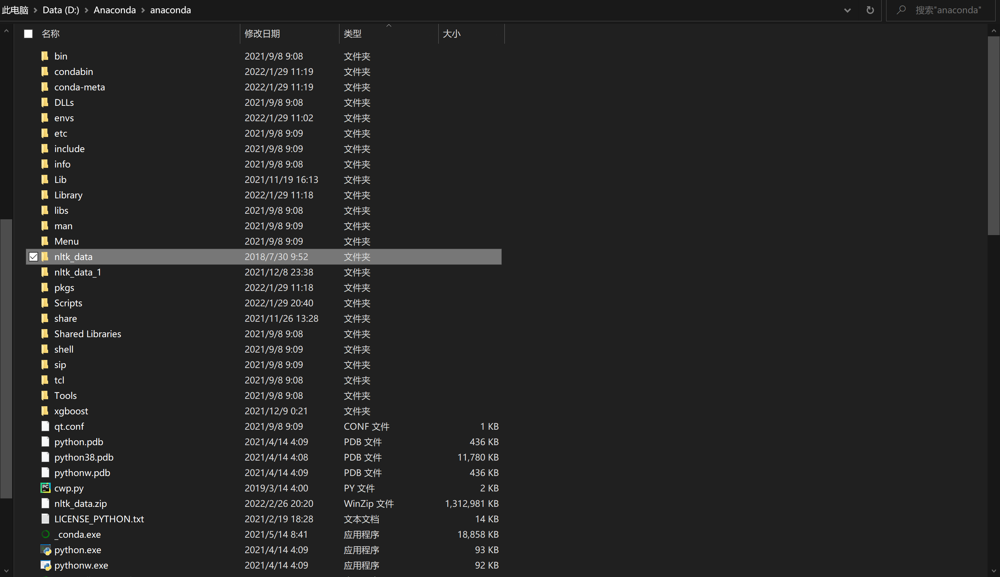 此电脑 > Data (D:) > Anaconda > anaconda 搜索"anaconda"
名称 修改日期 类型 大小
bin 2021/9/8 9:08 文件夹
condabin 2022/1/29 11:19 文件夹
conda-meta 2022/1/29 11:19 文件夹
DLLs 2021/9/8 9:08 文件夹
envs 2022/1/29 11:02 文件夹
etc 2021/9/8 9:09 文件夹
include 2021/9/8 9:09 文件夹
info 2021/9/8 9:08 文件夹
Lib 2021/11/19 16:13 文件夹
Library 2022/1/29 11:18 文件夹
libs 2021/9/8 9:08 文件夹
man 2021/9/8 9:09 文件夹
Menu 2021/9/8 9:09 文件夹
nltk_data 2018/7/30 9:52 文件夹
nltk_data_1 2021/12/8 23:38 文件夹
pkgs 2022/1/29 11:18 文件夹
Scripts 2022/1/29 20:40 文件夹
share 2021/11/26 13:28 文件夹
Shared Libraries 2021/9/8 9:08 文件夹
shell 2021/9/8 9:09 文件夹
sip 2021/9/8 9:09 文件夹
tcl 2021/9/8 9:08 文件夹
Tools 2021/9/8 9:08 文件夹
xgboost 2021/12/9 0:21 文件夹
qt.conf 2021/9/8 9:09 CONF 文件 1 KB
python.pdb 2021/4/14 4:09 PDB 文件 436 KB
python38.pdb 2021/4/14 4:08 PDB 文件 11,780 KB
pythonw.pdb 2021/4/14 4:09 PDB 文件 436 KB
PC cwp.py 2019/3/14 4:00 PY 文件 2 KB
nltk_data.zip 2022/2/26 20:20 WinZip 文件 1,312,981 KB
LICENSE_PYTHON.txt 2021/2/19 18:28 文本文档 14 KB
_conda.exe 2021/5/14 8:41 应用程序 18,858 KB
python.exe 2021/4/14 4:09 应用程序 93 KB
pythonw.exe 2021/4/14 4:09 应用程序 92 KB